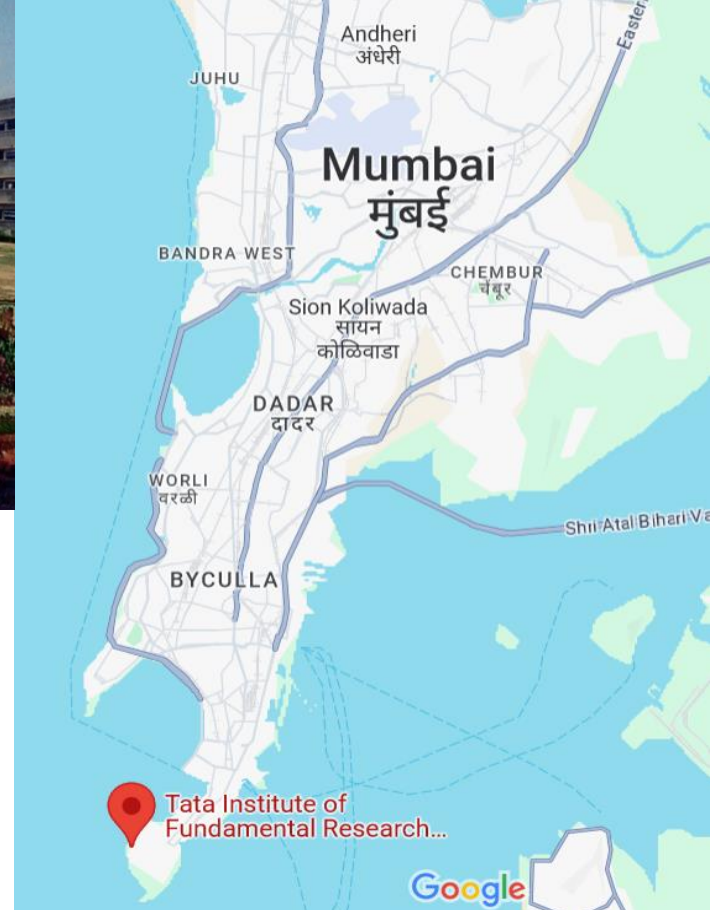 Andheri
अंधेरी
JUHU
Eastern
Mumbai
मुंबई
BANDRA WEST
CHEMBUR
चेंबूर
Sion Koliwada
सायन
कोळिवाडा
DADAR
दादर
WORLI
वरळी
Shri Atal Bihari Va
BYCULLA
Tata Institute of
Fundamental Research...
Google